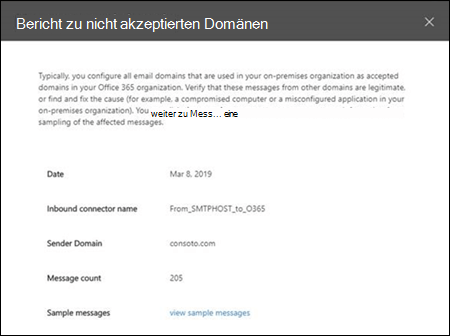 Bericht zu nicht akzeptierten Domänen
Typically, you configure all email domains that are used in your on-premises organization as accepted
domains in your Office 365 organization. Verify that these messages from other domains are legitimate,
or find and fix the cause (for example, a compromised computer or a misconfigured application in your
on-premises organization). You weiter zu Mess... eine
sampling of the affected messages.
Date Mar 8, 2019
Inbound connector name From_SMTPHOST_to_O365
Sender Domain consoto.com
Message count 205
Sample messages view sample messages